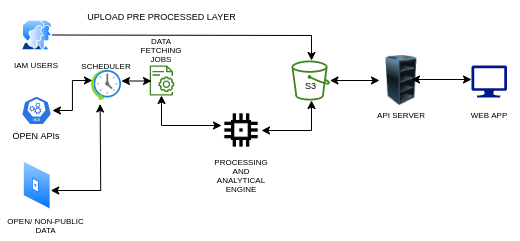 UPLOAD PRE PROCESSED LAYER
IAM USERS
SCHEDULER
DATA
FETCHING
JOBS
S3
API SERVER
WEB APP
OPEN APIs
PROCESSING
AND
ANALYTICAL
ENGINE
OPEN/ NON-PUBLIC
DATA